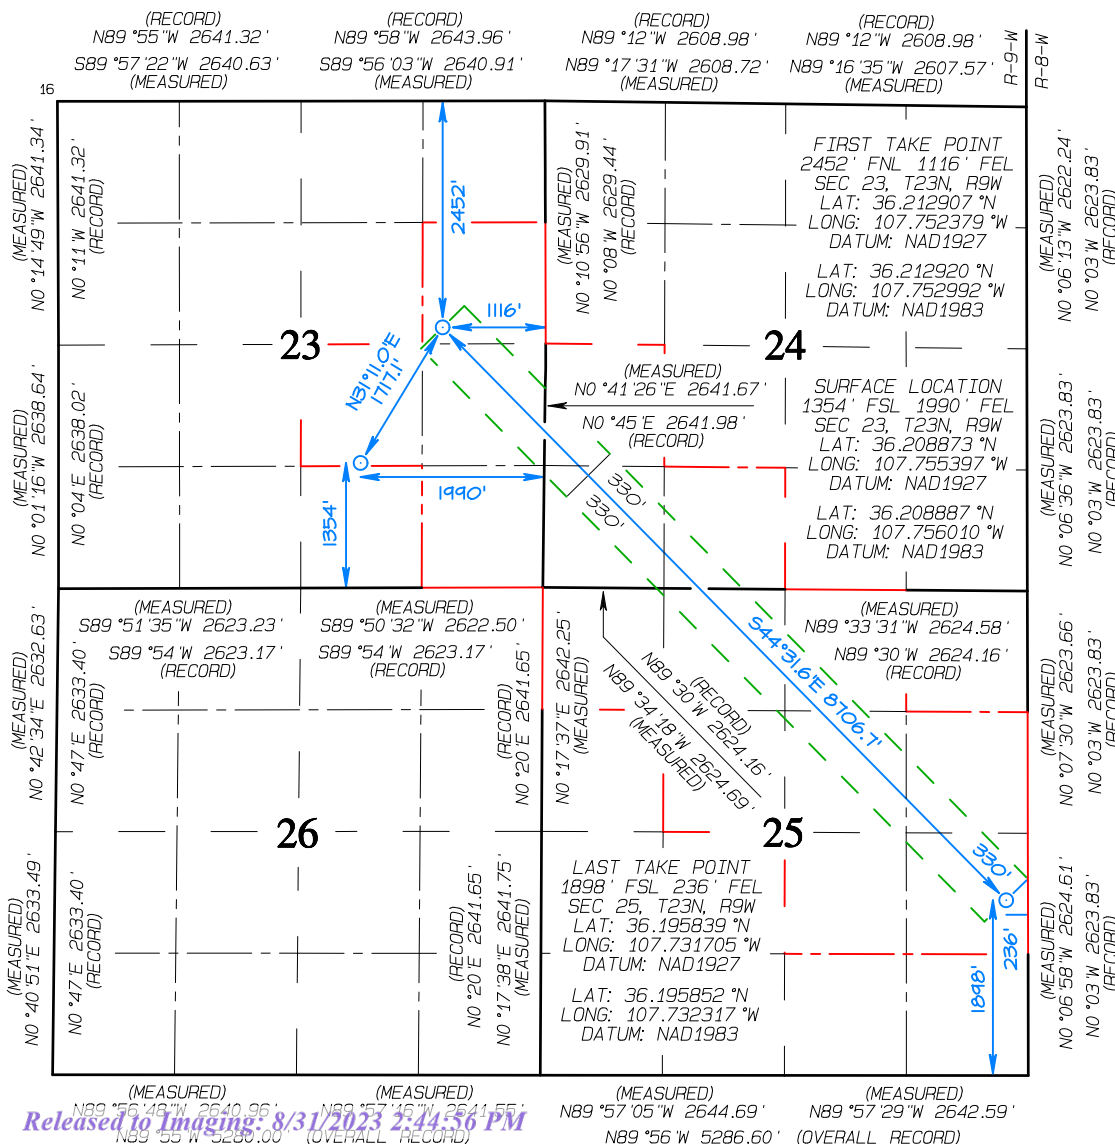 (RECORD)
N89°55'W 2641.32'
S89°57'22"W 2640.63'
(MEASURED)
(RECORD)
N89°58'W 2643.96'
S89°56'03"W 2640.91'
(MEASURED)
(RECORD)
N89°12'W 2608.98'
N89°17'31"W 2608.72'
(MEASURED)
(RECORD)
N89°12'W 2608.98'
N89°16'35"W 2607.57'
(MEASURED)
R-9-W
R-8-W
16
(MEASURED)
N0°14'49"W 2641.34'
N0°11'W 2641.32'
(RECORD)
2452'
(MEASURED)
N0°10'56"W 2629.91'
N0°08'W 2629.44'
(RECORD)
FIRST TAKE POINT
2452' FNL 1116' FEL
SEC 23, T23N, R9W
LAT: 36.212907°N
LONG: 107.752379°W
DATUM: NAD1927
LAT: 36.212920°N
LONG: 107.752992°W
DATUM: NAD1983
(MEASURED)
N0°06'13"W 2622.24'
N0°03'W 2623.83'
(RECORD)
1116'
23
24
N31°11.0'E
1717.1'
(MEASURED)
N0°41'26"E 2641.67'
N0°45'E 2641.98'
(RECORD)
SURFACE LOCATION
1354' FSL 1990' FEL
SEC 23, T23N, R9W
LAT: 36.208873°N
LONG: 107.755397°W
DATUM: NAD1927
LAT: 36.208887°N
LONG: 107.756010°W
DATUM: NAD1983
(MEASURED)
N0°01'16"W 2638.64'
N0°04'E 2638.02'
(RECORD)
1990'
1354'
330'
330'
(MEASURED)
N0°06'36"W 2623.83'
N0°03'W 2623.83'
(RECORD)
(MEASURED)
S89°51'35"W 2623.23'
S89°54'W 2623.17'
(RECORD)
(MEASURED)
S89°50'32"W 2622.50'
S89°54'W 2623.17'
(RECORD)
(MEASURED)
N89°33'31"W 2624.58'
N89°30'W 2624.16'
(RECORD)
(MEASURED)
N0°42'34"E 2632.63'
N0°47'E 2633.40'
(RECORD)
(RECORD)
N0°20'E 2641.65'
N0°17'37"E 2642.25'
(MEASURED)
(RECORD)
N89°30'W 2624.16'
N89°34'18"W 2624.69'
(MEASURED)
S44°31.6'E 8706.7'
(MEASURED)
N0°07'30"W 2623.66'
N0°03'W 2623.83'
(RECORD)
26
25
(MEASURED)
N0°40'51"E 2633.49'
N0°47'E 2633.40'
(RECORD)
(RECORD)
N0°20'E 2641.65'
N0°17'38"E 2641.75'
(MEASURED)
LAST TAKE POINT
1898' FSL 236' FEL
SEC 25, T23N, R9W
LAT: 36.195839°N
LONG: 107.731705°W
DATUM: NAD1927
LAT: 36.195852°N
LONG: 107.732317°W
DATUM: NAD1983
330'
236'
1898'
(MEASURED)
N0°06'58"W 2624.61'
N0°03'W 2623.83'
(RECORD)
(MEASURED)
N89°56'48"W 2640.96'
(MEASURED)
N89°57'16"W 2641.55'
N89°55'W 5280.00' (OVERALL RECORD)
(MEASURED)
N89°57'05"W 2644.69'
(MEASURED)
N89°57'29"W 2642.59'
N89°56'W 5286.60' (OVERALL RECORD)
Released to Imaging: 8/31/2023 2:44:56 PM